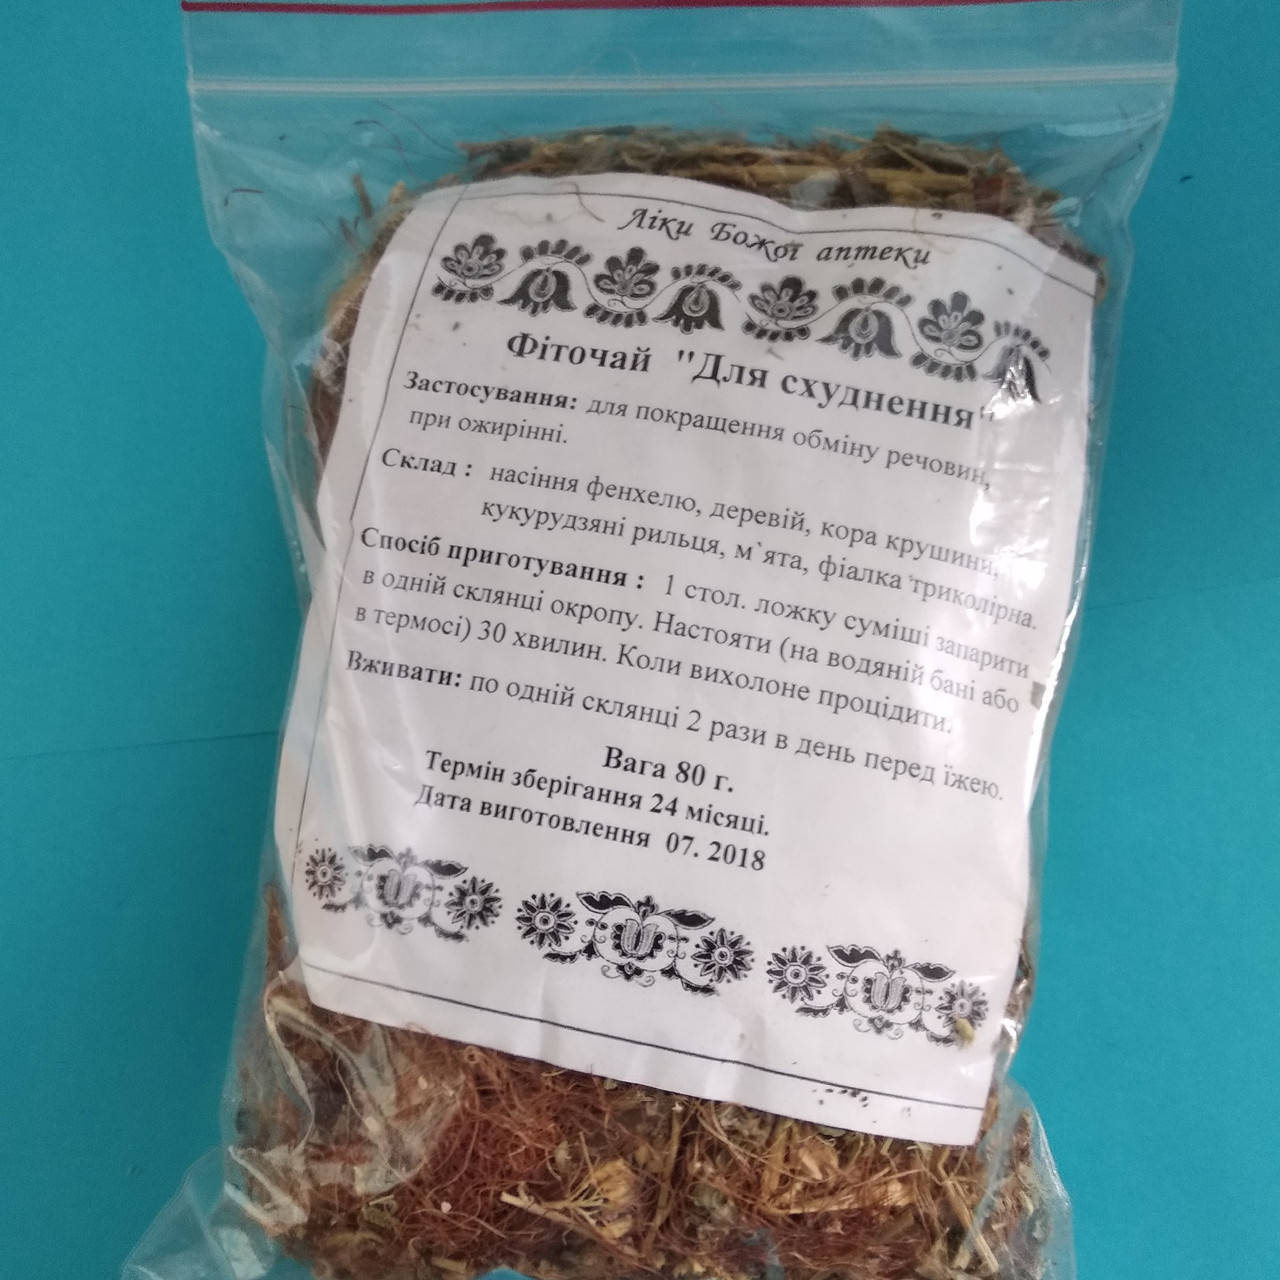 Ліки Божої аптеки
Фіточай "Для схуднення"
Застосування: для покращення обміну речовин,
при ожирінні.
Склад : насіння фенхелю, деревій, кора крушини,
кукурудзяні рильця, м`ята, фіалка триколірна.
Спосіб приготування : 1 стол. ложку суміші запарити
в одній склянці окропу. Настояти (на водяній бані або
в термосі) 30 хвилин. Коли вихолоне процідити.
Вживати: по одній склянці 2 рази в день перед їжею.
Вага 80 г.
Термін зберігання 24 місяці.
Дата виготовлення 07. 2018